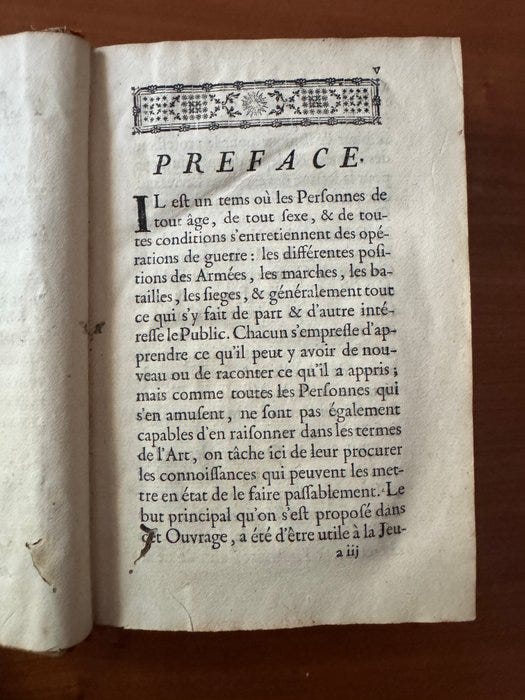 v
PREFACE.
IL est un tems où les Perſonnes de
tout âge, de tout ſexe, & de tou-
tes conditions s'entretiennent des opé-
rations de guerre : les différentes poſi-
tions des Armées, les marches, les ba-
tailles, les ſieges, & généralement tout
ce qui s'y fait de part & d'autre inté-
reſſe le Public. Chacun s'empreſſe d'ap-
prendre ce qu'il peut y avoir de nou-
veau ou de raconter ce qu'il a appris ;
mais comme toutes les Perſonnes qui
s'en amuſent, ne ſont pas également
capables d'en raiſonner dans les termes
de l'Art, on tâche ici de leur procurer
les connoiſſances qui peuvent les met-
tre en état de le faire paſſablement. Le
but principal qu'on s'eſt propoſé dans
cet Ouvrage, a été d'être utile à la Jeu-
a iij